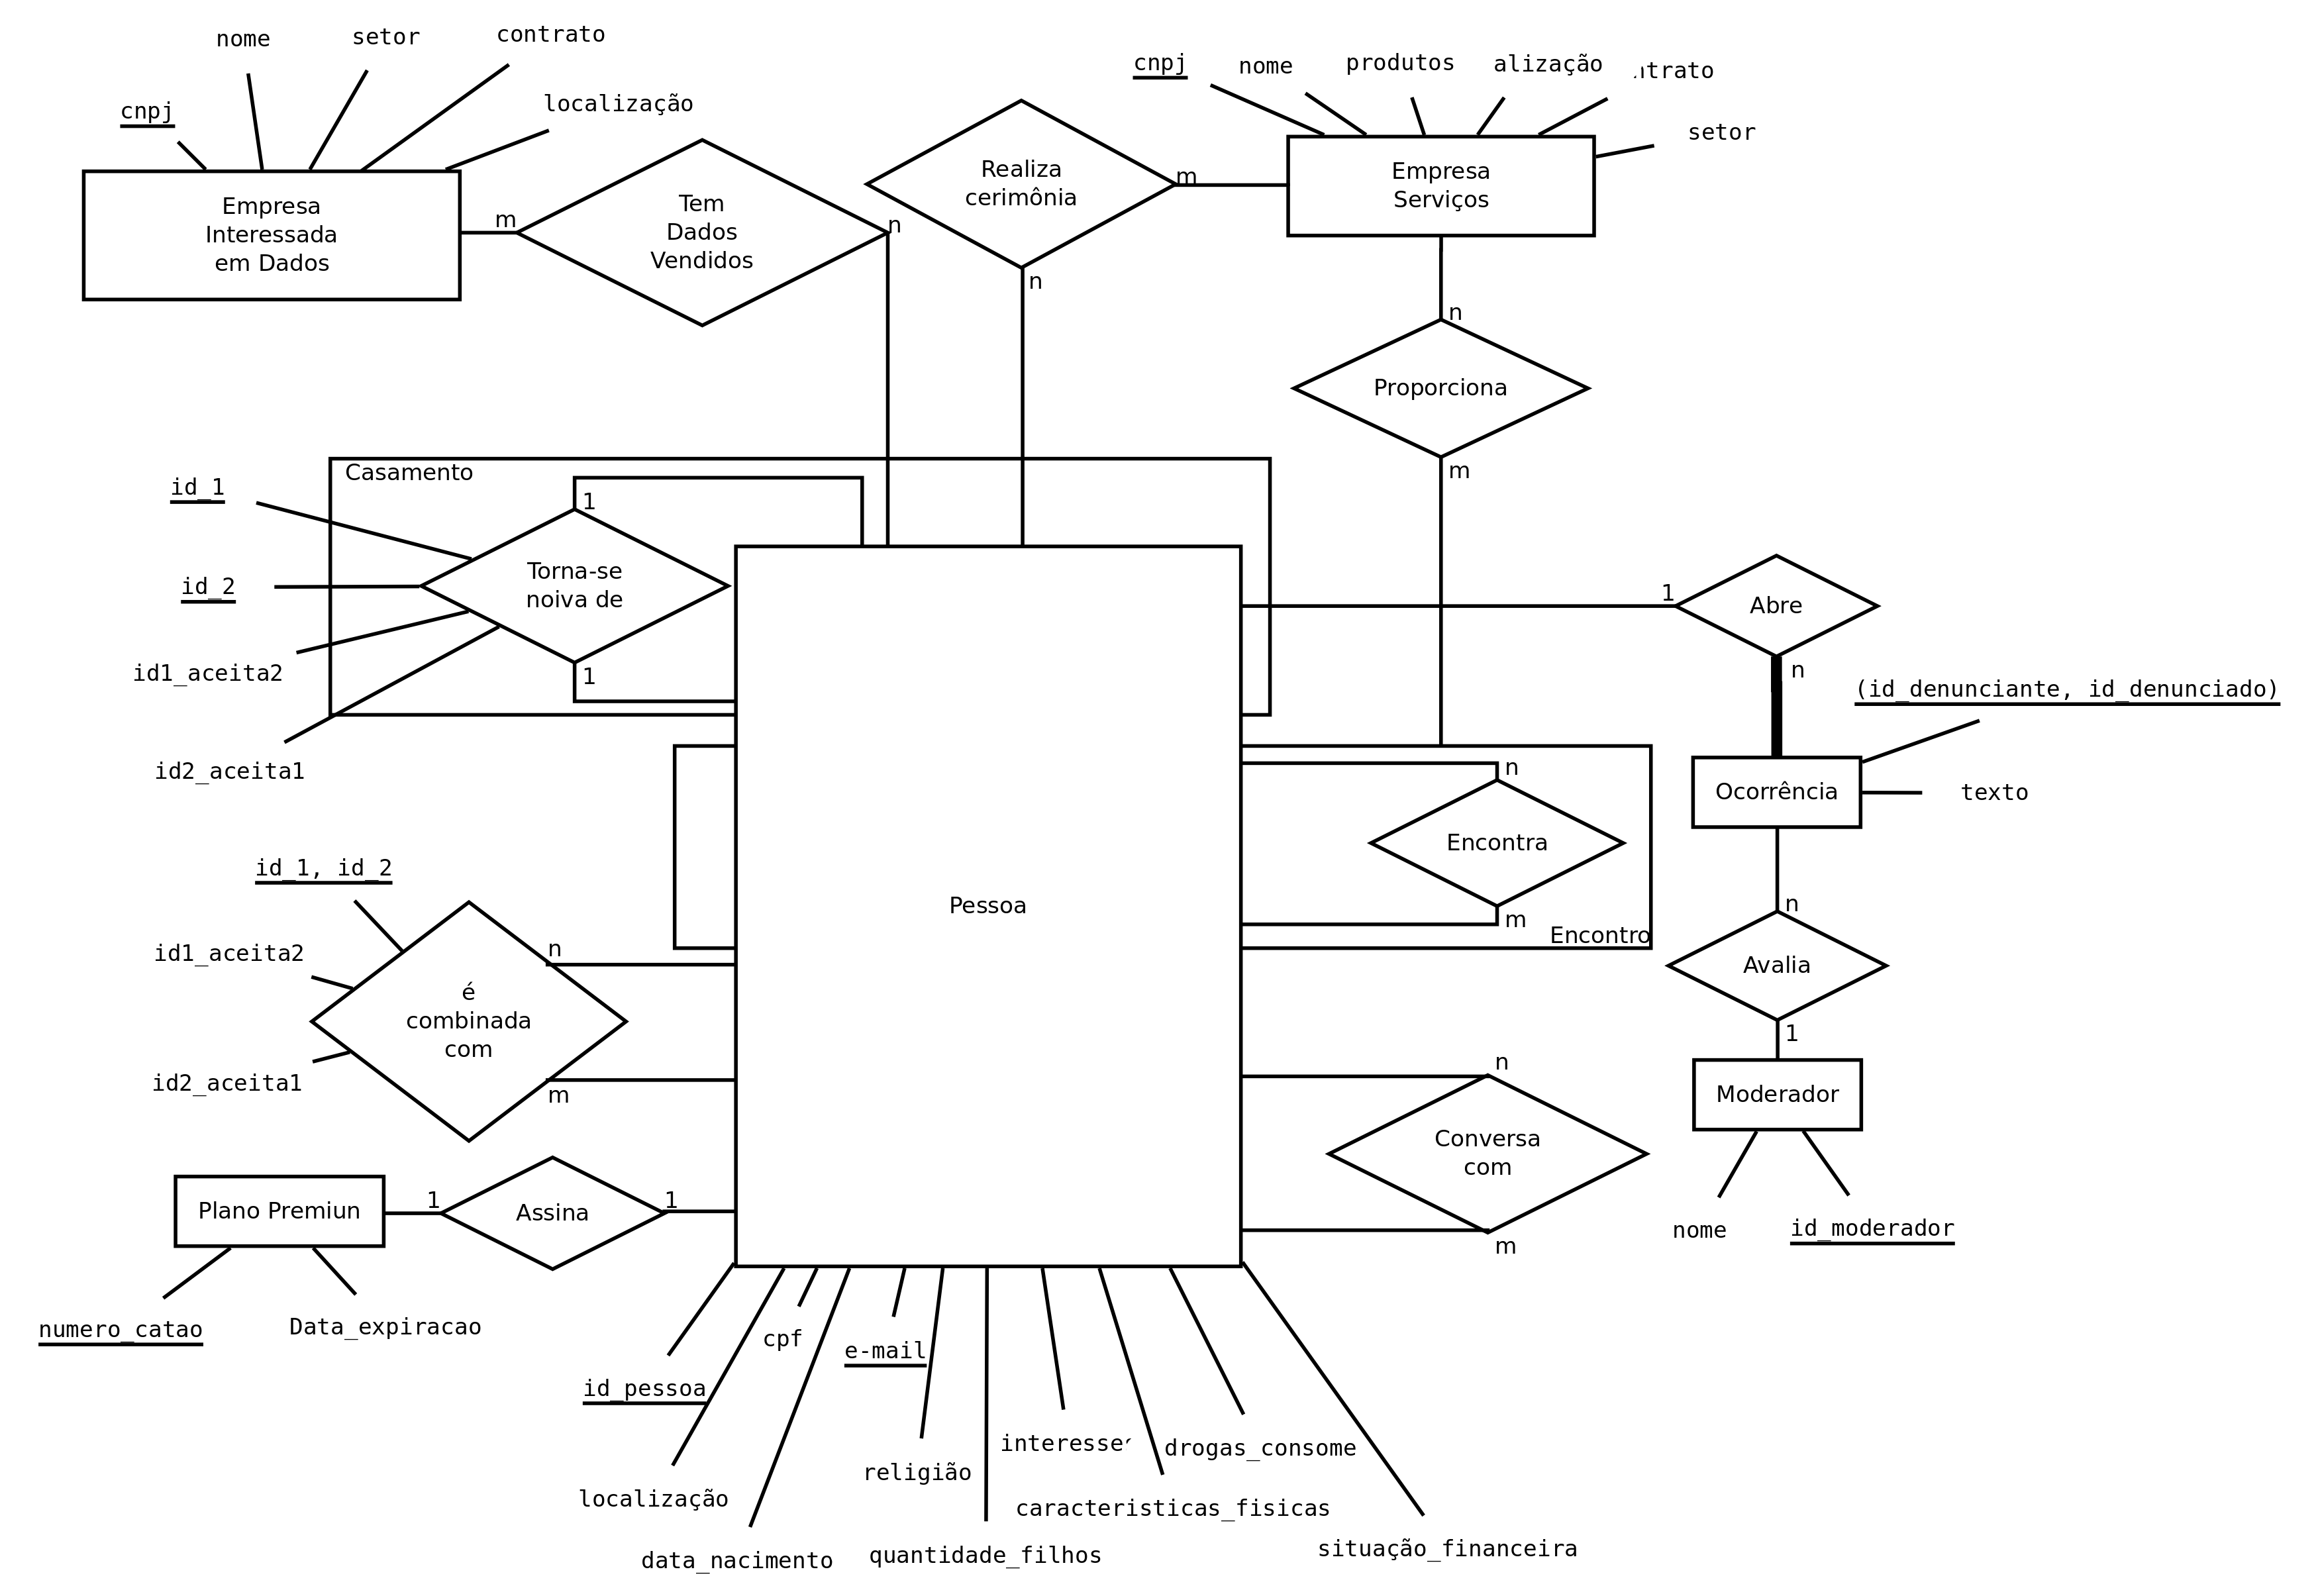 nome
setor
contrato
cnpj
localização
Empresa
Interessada
em Dados
m
Tem
Dados
Vendidos
n
Realiza
cerimônia
m
n
cnpj
nome
produtos
alização
trato
setor
Empresa
Serviços
n
Proporciona
m
Casamento
id_1
id_2
id1_aceita2
id2_aceita1
1
Torna-se
noiva de
1
1
Abre
n
(id_denunciante, id_denunciado)
Ocorrência
texto
n
Encontra
m
Encontro
Pessoa
id_1, id_2
id1_aceita2
id2_aceita1
n
é
combinada
com
m
n
Avalia
1
Moderador
nome
id_moderador
n
Conversa
com
m
Plano Premiun
1
Assina
1
numero_catao
Data_expiracao
cpf
e-mail
id_pessoa
interesse
drogas_consome
religião
localização
caracteristicas_fisicas
data_nacimento
quantidade_filhos
situação_financeira